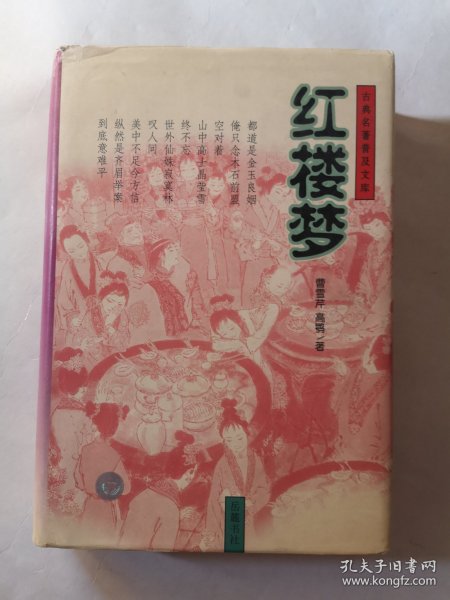 古典名著普及文库
红楼梦
曹雪芹 高鹗/著
都道是金玉良姻
俺只念木石前盟
空对着
山中高士晶莹雪
终不忘
世外仙姝寂寞林
叹人间
美中不足今方信
纵然是齐眉举案
到底意难平
岳麓书社
孔夫子旧书网
www.kongfz.com